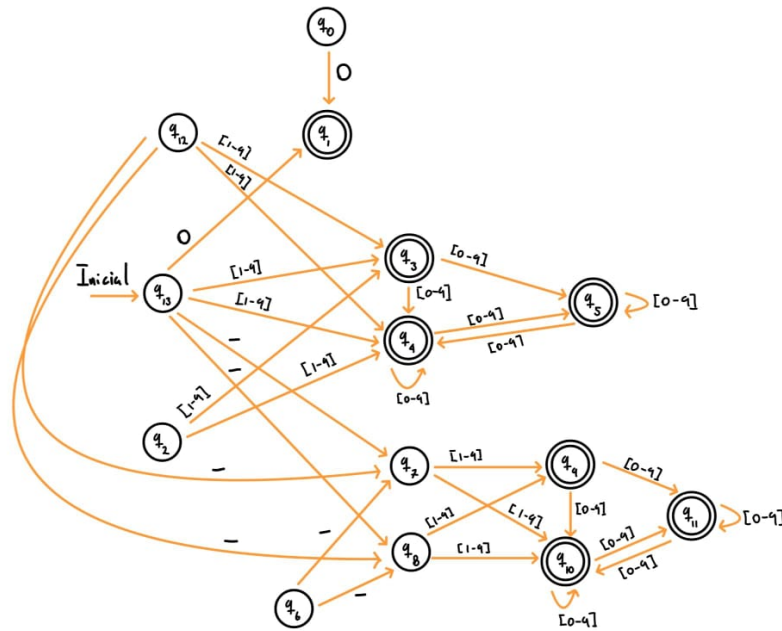 q0
0
q12
q1
[1-9]
[1-9]
0
Inicial
q13
[1-9]
[1-9]
q3
[0-9]
[0-9]
q5
[0-9]
[0-9]
[0-9]
q4
[0-9]
-
-
[1-9]
[1-9]
q2
-
q7
[1-9]
q9
[0-9]
[1-9]
[1-9]
[0-9]
q11
[0-9]
-
-
q8
[1-9]
q10
[0-9]
[0-9]
[0-9]
q6
-